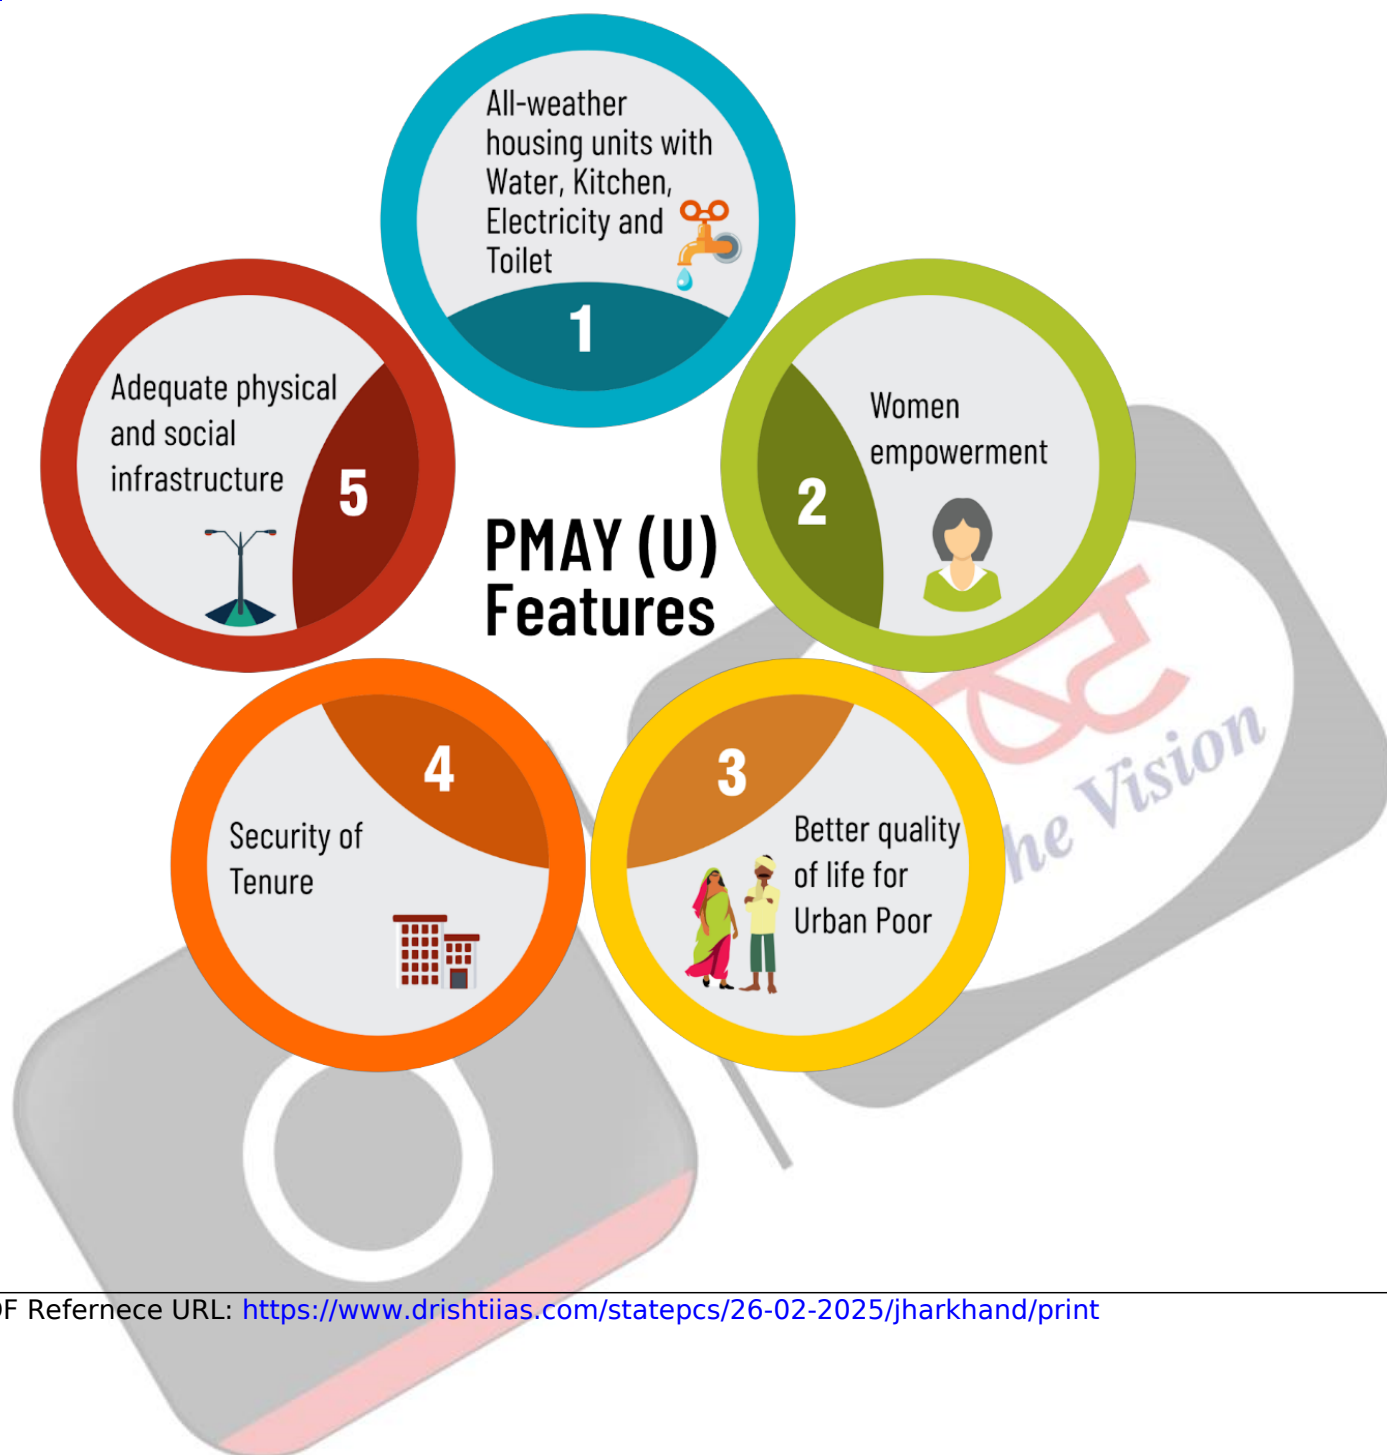 All-weather
housing units with
Water, Kitchen,
Electricity and
Toilet
1
Women
empowerment
2
3
Better quality
of life for
Urban Poor
4
Security of
Tenure
Adequate physical
and social
infrastructure
5
PMAY (U)
Features
he Vision
F Refernece URL: https://www.drishtiias.com/statepcs/26-02-2025/jharkhand/print